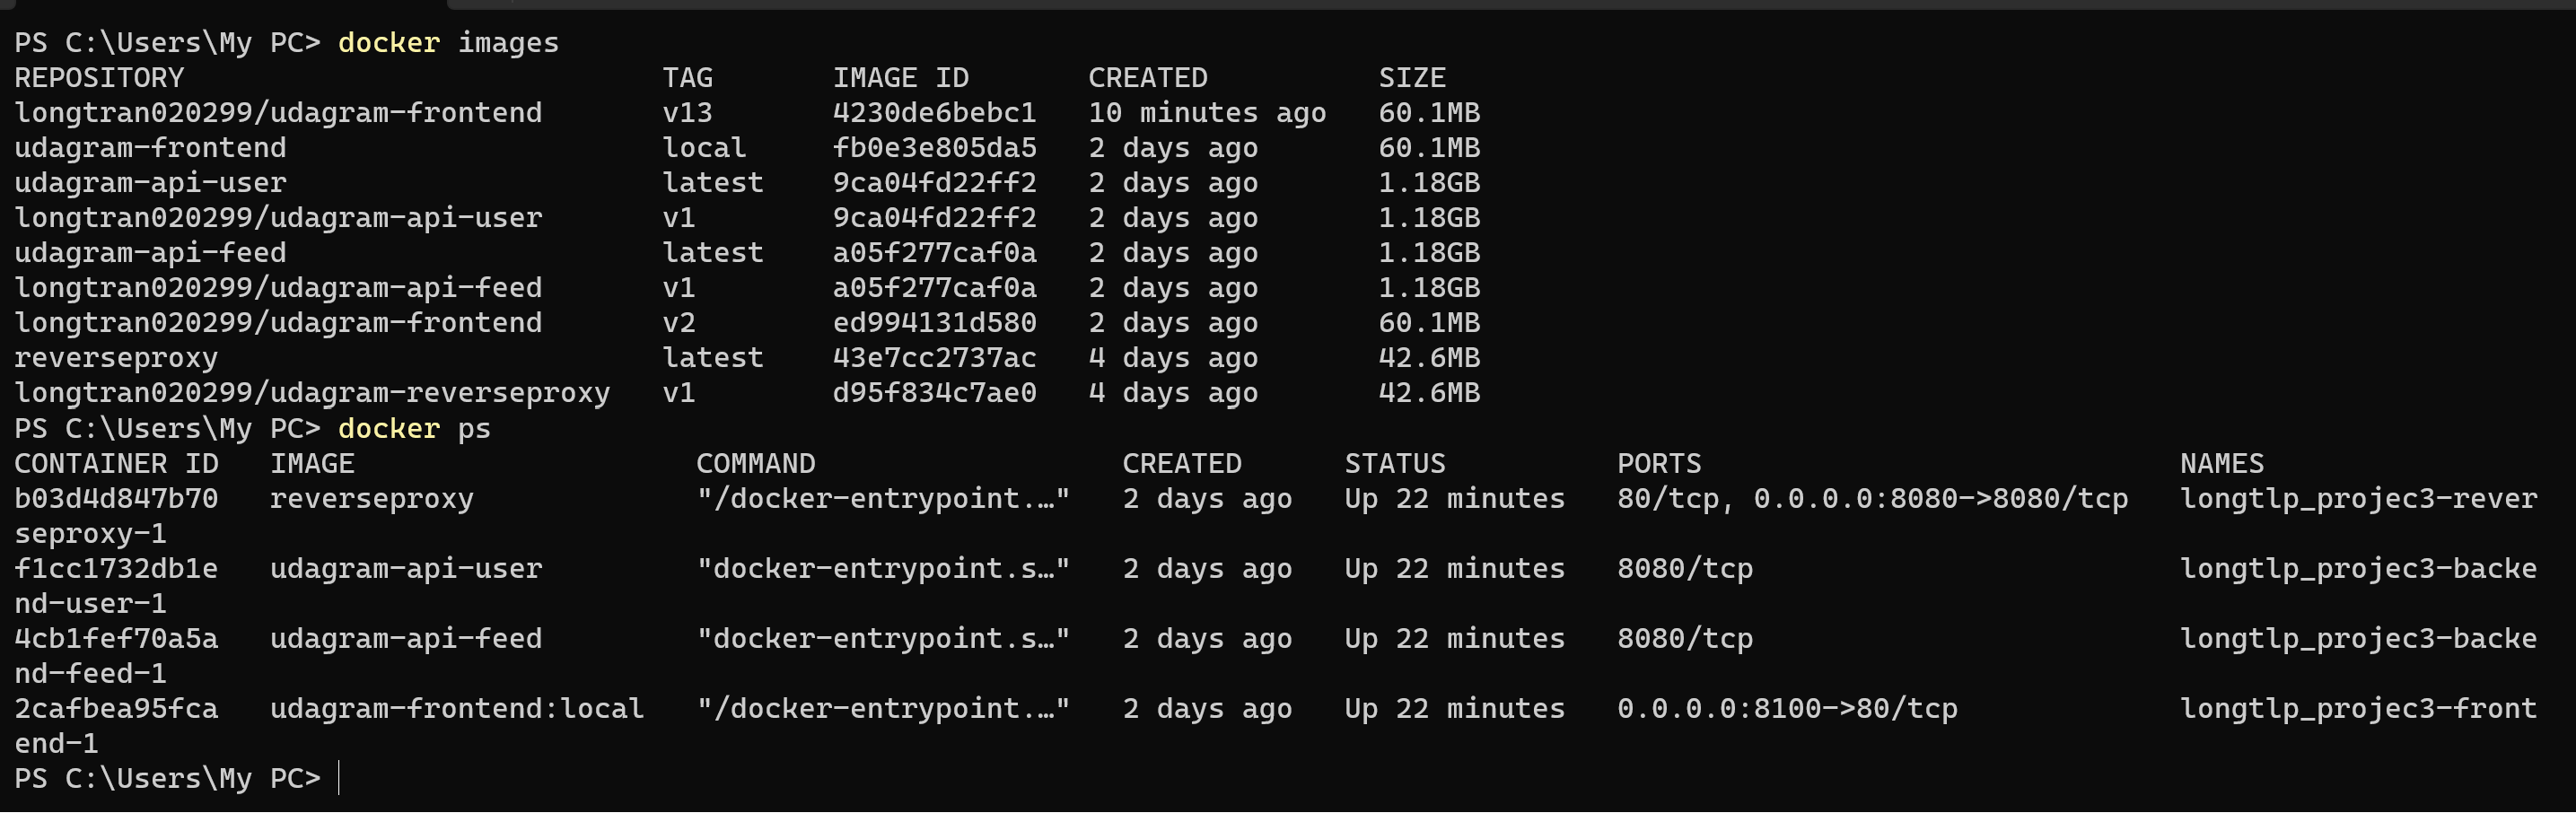 PS C:\Users\My PC> docker images
REPOSITORY                             TAG       IMAGE ID       CREATED          SIZE
longtran020299/udagram-frontend        v13       4230de6bebc1   10 minutes ago   60.1MB
udagram-frontend                       local     fb0e3e805da5   2 days ago       60.1MB
udagram-api-user                       latest    9ca04fd22ff2   2 days ago       1.18GB
longtran020299/udagram-api-user        v1        9ca04fd22ff2   2 days ago       1.18GB
udagram-api-feed                       latest    a05f277caf0a   2 days ago       1.18GB
longtran020299/udagram-api-feed        v1        a05f277caf0a   2 days ago       1.18GB
longtran020299/udagram-frontend        v2        ed994131d580   2 days ago       60.1MB
reverseproxy                           latest    43e7cc2737ac   4 days ago       42.6MB
longtran020299/udagram-reverseproxy    v1        d95f834c7ae0   4 days ago       42.6MB
PS C:\Users\My PC> docker ps
CONTAINER ID   IMAGE                    COMMAND                  CREATED      STATUS          PORTS                            NAMES
b03d4d847b70   reverseproxy             "/docker-entrypoint.…"   2 days ago   Up 22 minutes   80/tcp, 0.0.0.0:8080->8080/tcp   longtlp_projec3-rever
seproxy-1
f1cc1732db1e   udagram-api-user         "docker-entrypoint.s…"   2 days ago   Up 22 minutes   8080/tcp                         longtlp_projec3-backe
nd-user-1
4cb1fef70a5a   udagram-api-feed         "docker-entrypoint.s…"   2 days ago   Up 22 minutes   8080/tcp                         longtlp_projec3-backe
nd-feed-1
2cafbea95fca   udagram-frontend:local   "/docker-entrypoint.…"   2 days ago   Up 22 minutes   0.0.0.0:8100->80/tcp             longtlp_projec3-front
end-1
PS C:\Users\My PC>